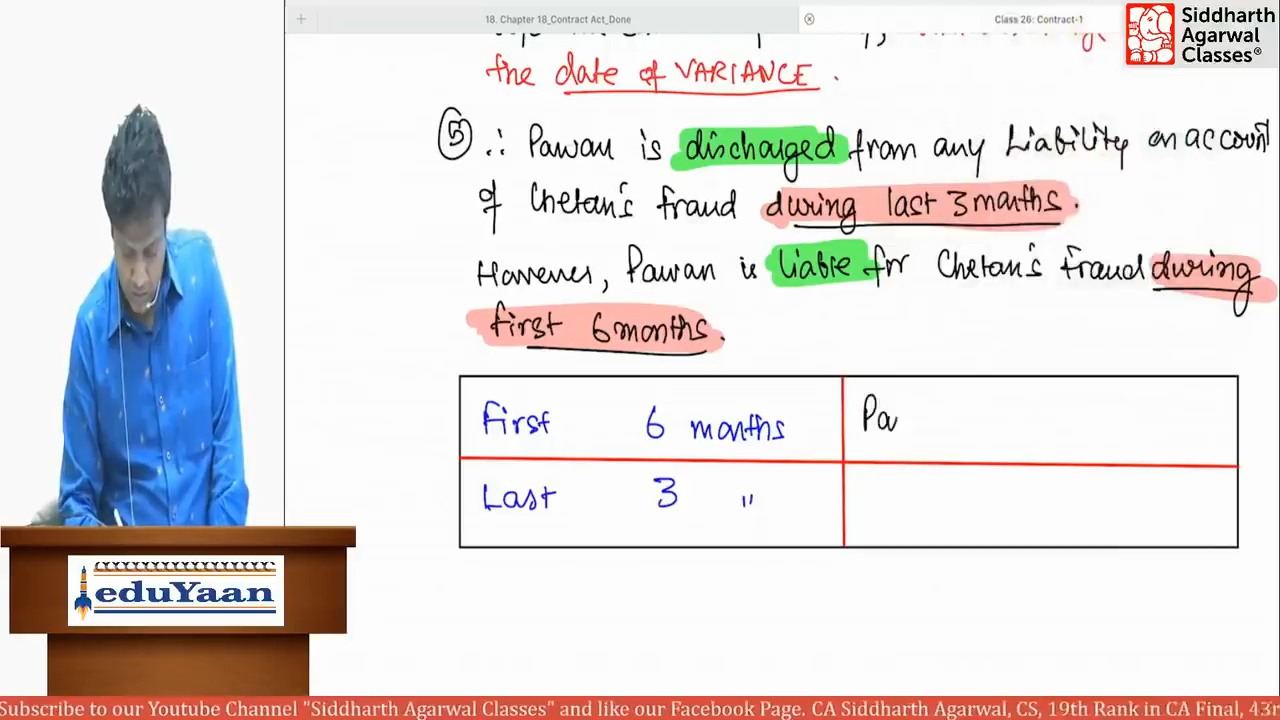 18. Chapter 18_Contract Act_Done
Class 26: Contract-1
Siddharth
Agarwal
Classes®
the date of VARIANCE.
⑤ ∴ Pawan is discharged from any Liability on account
of Chetan's fraud during last 3 months.
However, Pawan is liable for Chetan's fraud during
first 6 months.
First 6 months
Pa
Last 3 "
eduYaan
Subscribe to our Youtube Channel "Siddharth Agarwal Classes" and like our Facebook Page. CA Siddharth Agarwal, CS, 19th Rank in CA Final, 43r